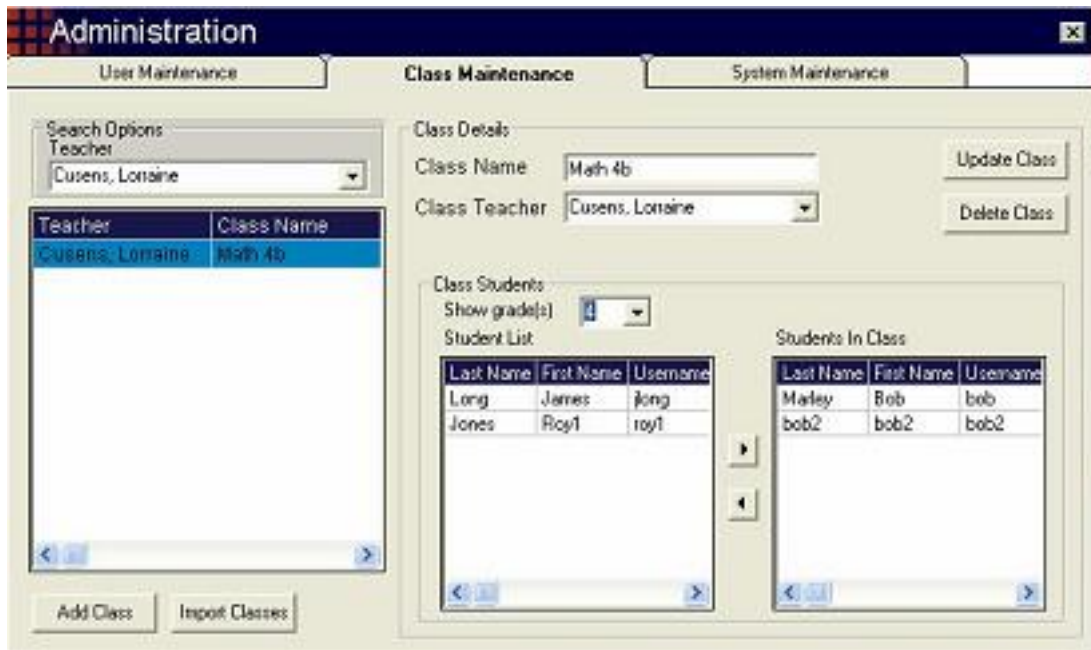 Administration
User Maintenance
Class Maintenance
System Maintenance
Search Options
Teacher
Cusens, Lorraine
Teacher Class Name
Cusens, Lorraine Math 4b
Add Class
Import Classes
Class Details
Class Name Math 4b
Class Teacher Cusens, Lorraine
Update Class
Delete Class
Class Students
Show grade(s) 4
Student List
Last Name First Name Username
Long James jlong
Jones Roy1 roy1
Students In Class
Last Name First Name Username
Marley Bob bob
bob2 bob2 bob2